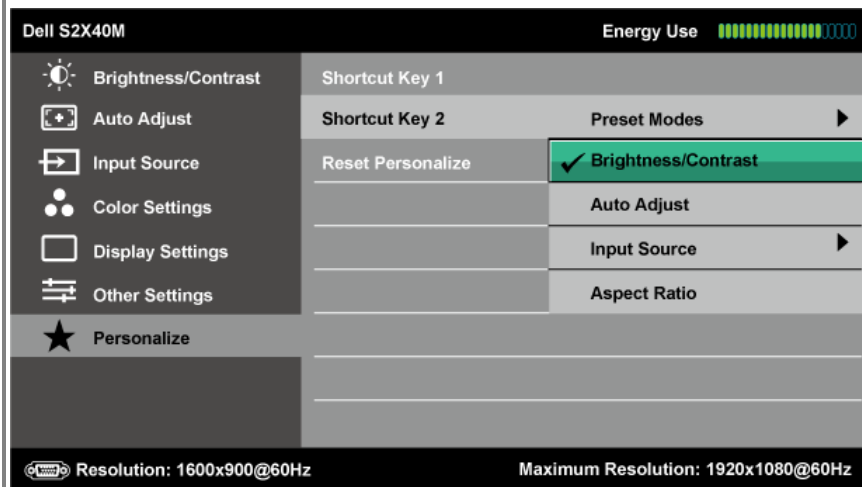 Dell S2X40M Energy Use
Brightness/Contrast Shortcut Key 1
Auto Adjust Shortcut Key 2 Preset Modes
Input Source Reset Personalize Brightness/Contrast
Color Settings Auto Adjust
Display Settings Input Source
Other Settings Aspect Ratio
Personalize
Resolution: 1600x900@60Hz Maximum Resolution: 1920x1080@60Hz